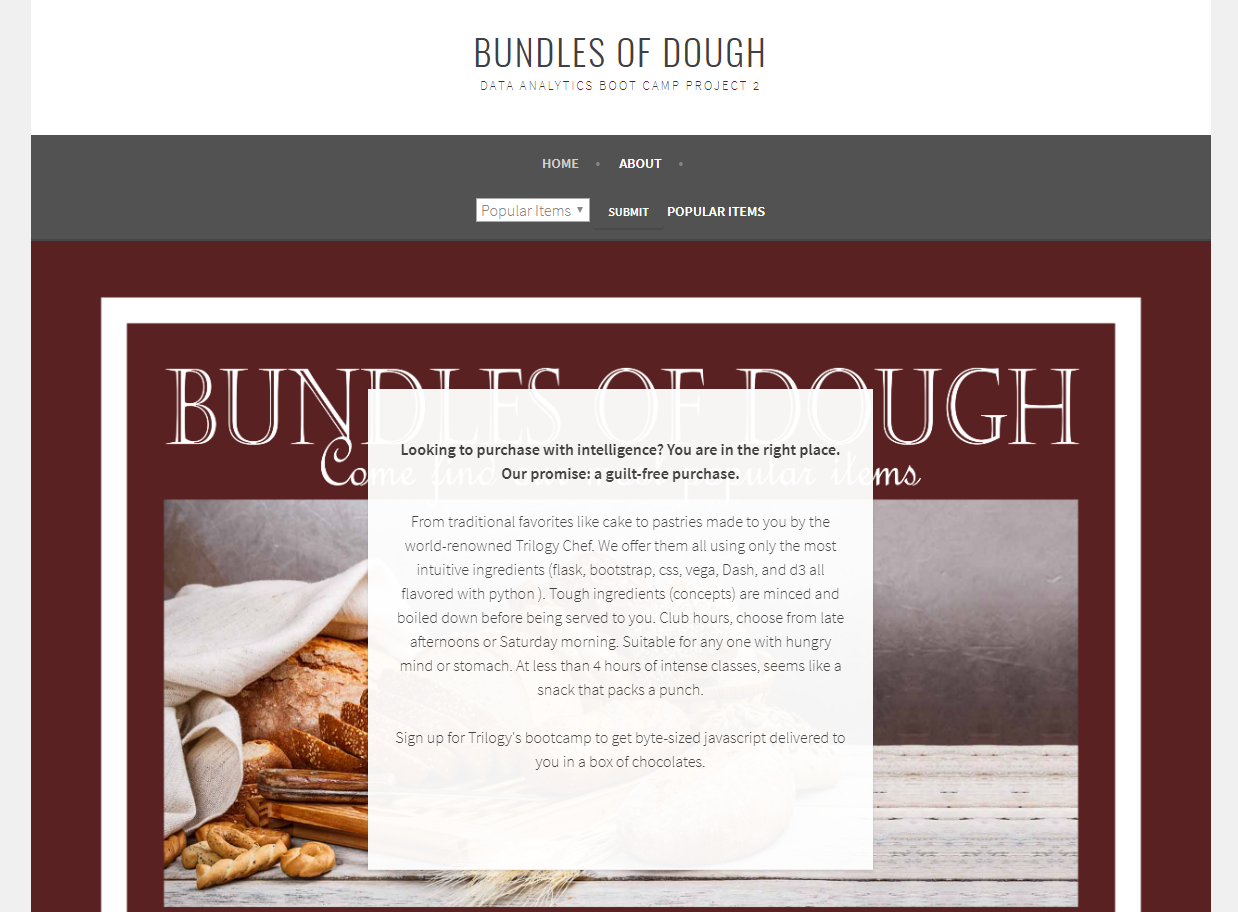 BUNDLES OF DOUGH
DATA ANALYTICS BOOT CAMP PROJECT 2
HOME • ABOUT •
Popular Items ▼ SUBMIT POPULAR ITEMS
BUNDLES OF DOUGH
Come find our most popular items
Looking to purchase with intelligence? You are in the right place.
Our promise: a guilt-free purchase.
From traditional favorites like cake to pastries made to you by the
world-renowned Trilogy Chef. We offer them all using only the most
intuitive ingredients (flask, bootstrap, css, vega, Dash, and d3 all
flavored with python ). Tough ingredients (concepts) are minced and
boiled down before being served to you. Club hours, choose from late
afternoons or Saturday morning. Suitable for any one with hungry
mind or stomach. At less than 4 hours of intense classes, seems like a
snack that packs a punch.
Sign up for Trilogy's bootcamp to get byte-sized javascript delivered to
you in a box of chocolates.